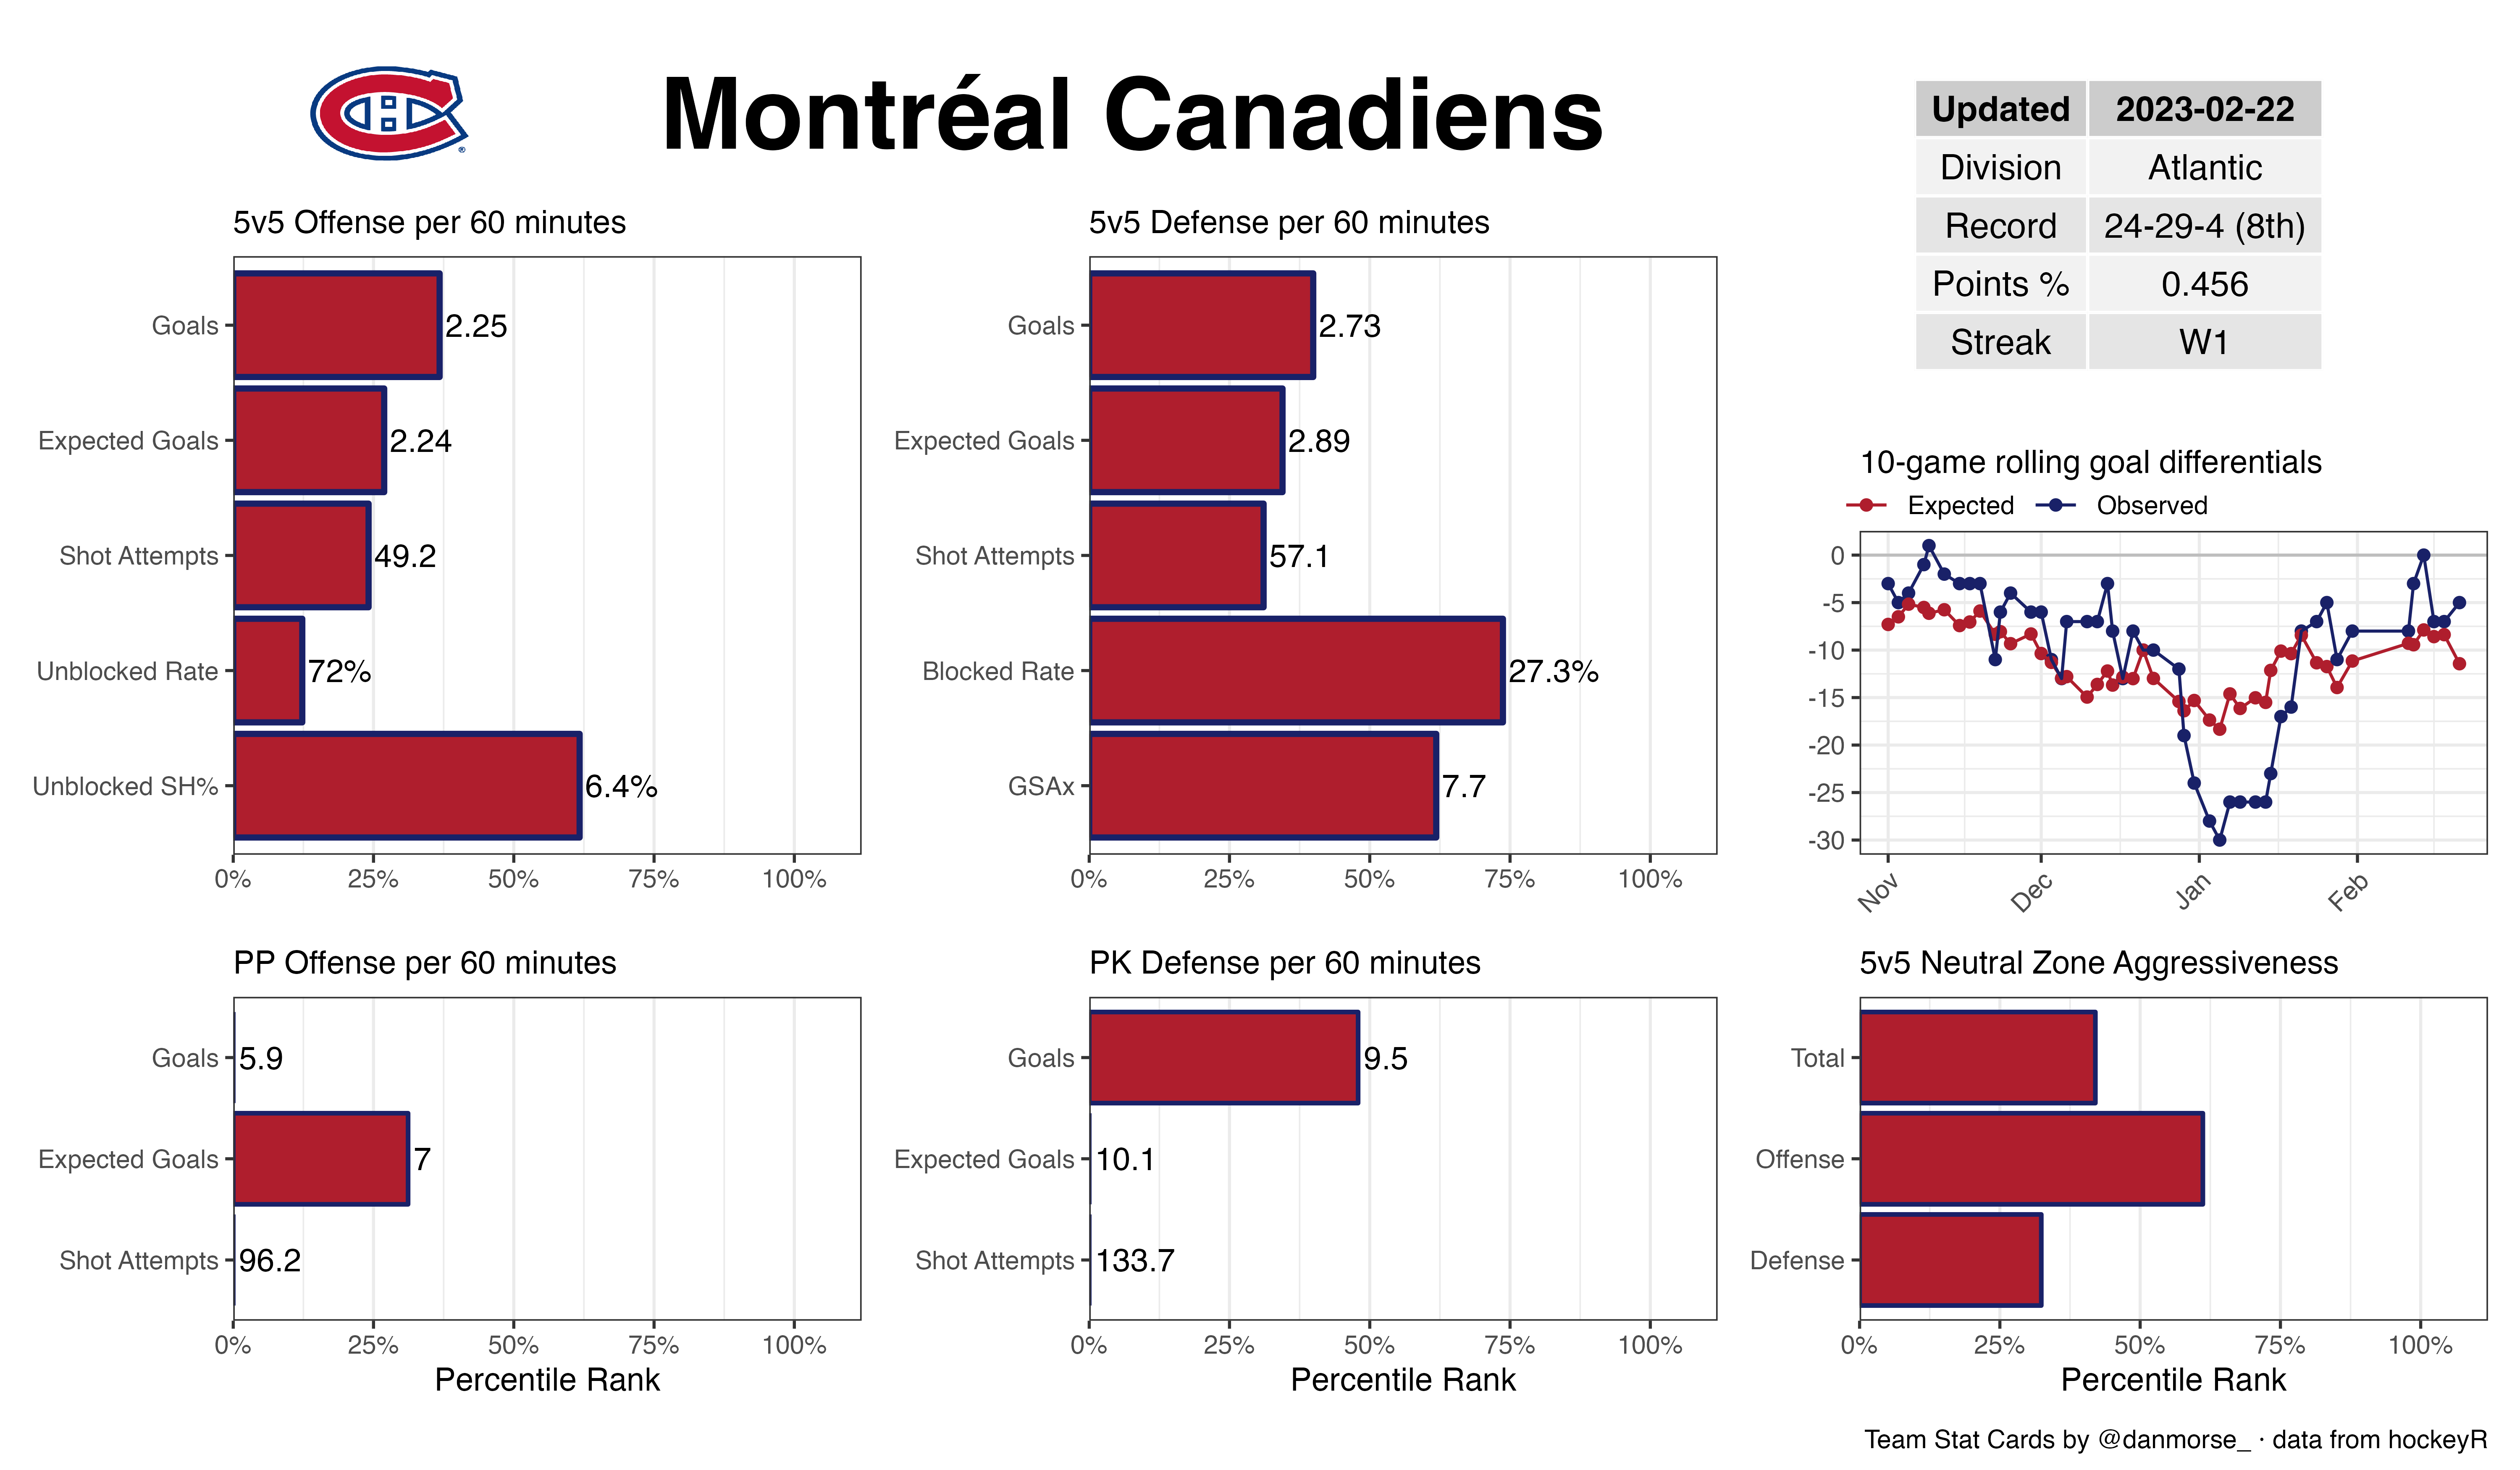 Montréal Canadiens
Updated 2023-02-22
Division Atlantic
Record 24-29-4 (8th)
Points % 0.456
Streak W1
5v5 Offense per 60 minutes
Goals 2.25
Expected Goals 2.24
Shot Attempts 49.2
Unblocked Rate 72%
Unblocked SH% 6.4%
0% 25% 50% 75% 100%
5v5 Defense per 60 minutes
Goals 2.73
Expected Goals 2.89
Shot Attempts 57.1
Blocked Rate 27.3%
GSAx 7.7
0% 25% 50% 75% 100%
10-game rolling goal differentials
Expected Observed
0
-5
-10
-15
-20
-25
-30
Nov Dec Jan Feb
PP Offense per 60 minutes
Goals 5.9
Expected Goals 7
Shot Attempts 96.2
0% 25% 50% 75% 100%
Percentile Rank
PK Defense per 60 minutes
Goals 9.5
Expected Goals 10.1
Shot Attempts 133.7
0% 25% 50% 75% 100%
Percentile Rank
5v5 Neutral Zone Aggressiveness
Total
Offense
Defense
0% 25% 50% 75% 100%
Percentile Rank
Team Stat Cards by @danmorse_ · data from hockeyR